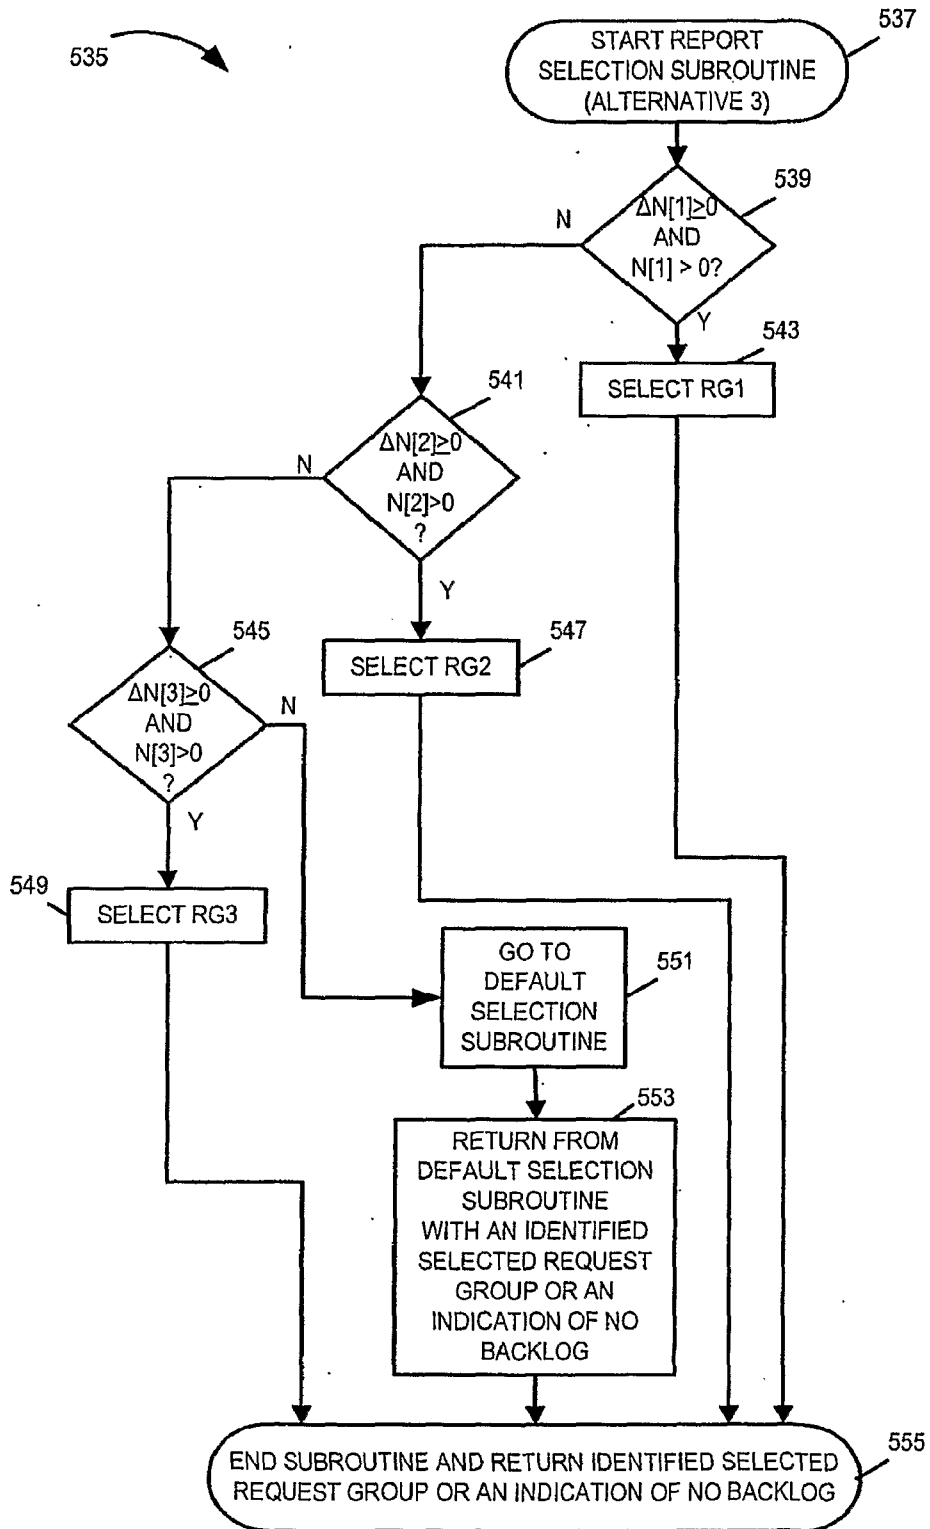 535
537
START REPORT
SELECTION SUBROUTINE
(ALTERNATIVE 3)
539
ΔN[1]≥0
AND
N[1] > 0?
N
Y
543
SELECT RG1
541
ΔN[2]≥0
AND
N[2]>0
?
N
Y
547
SELECT RG2
545
ΔN[3]≥0
AND
N[3]>0
?
N
Y
549
SELECT RG3
GO TO
DEFAULT
SELECTION
SUBROUTINE
551
553
RETURN FROM
DEFAULT SELECTION
SUBROUTINE
WITH AN IDENTIFIED
SELECTED REQUEST
GROUP OR AN
INDICATION OF NO
BACKLOG
END SUBROUTINE AND RETURN IDENTIFIED SELECTED
REQUEST GROUP OR AN INDICATION OF NO BACKLOG
555